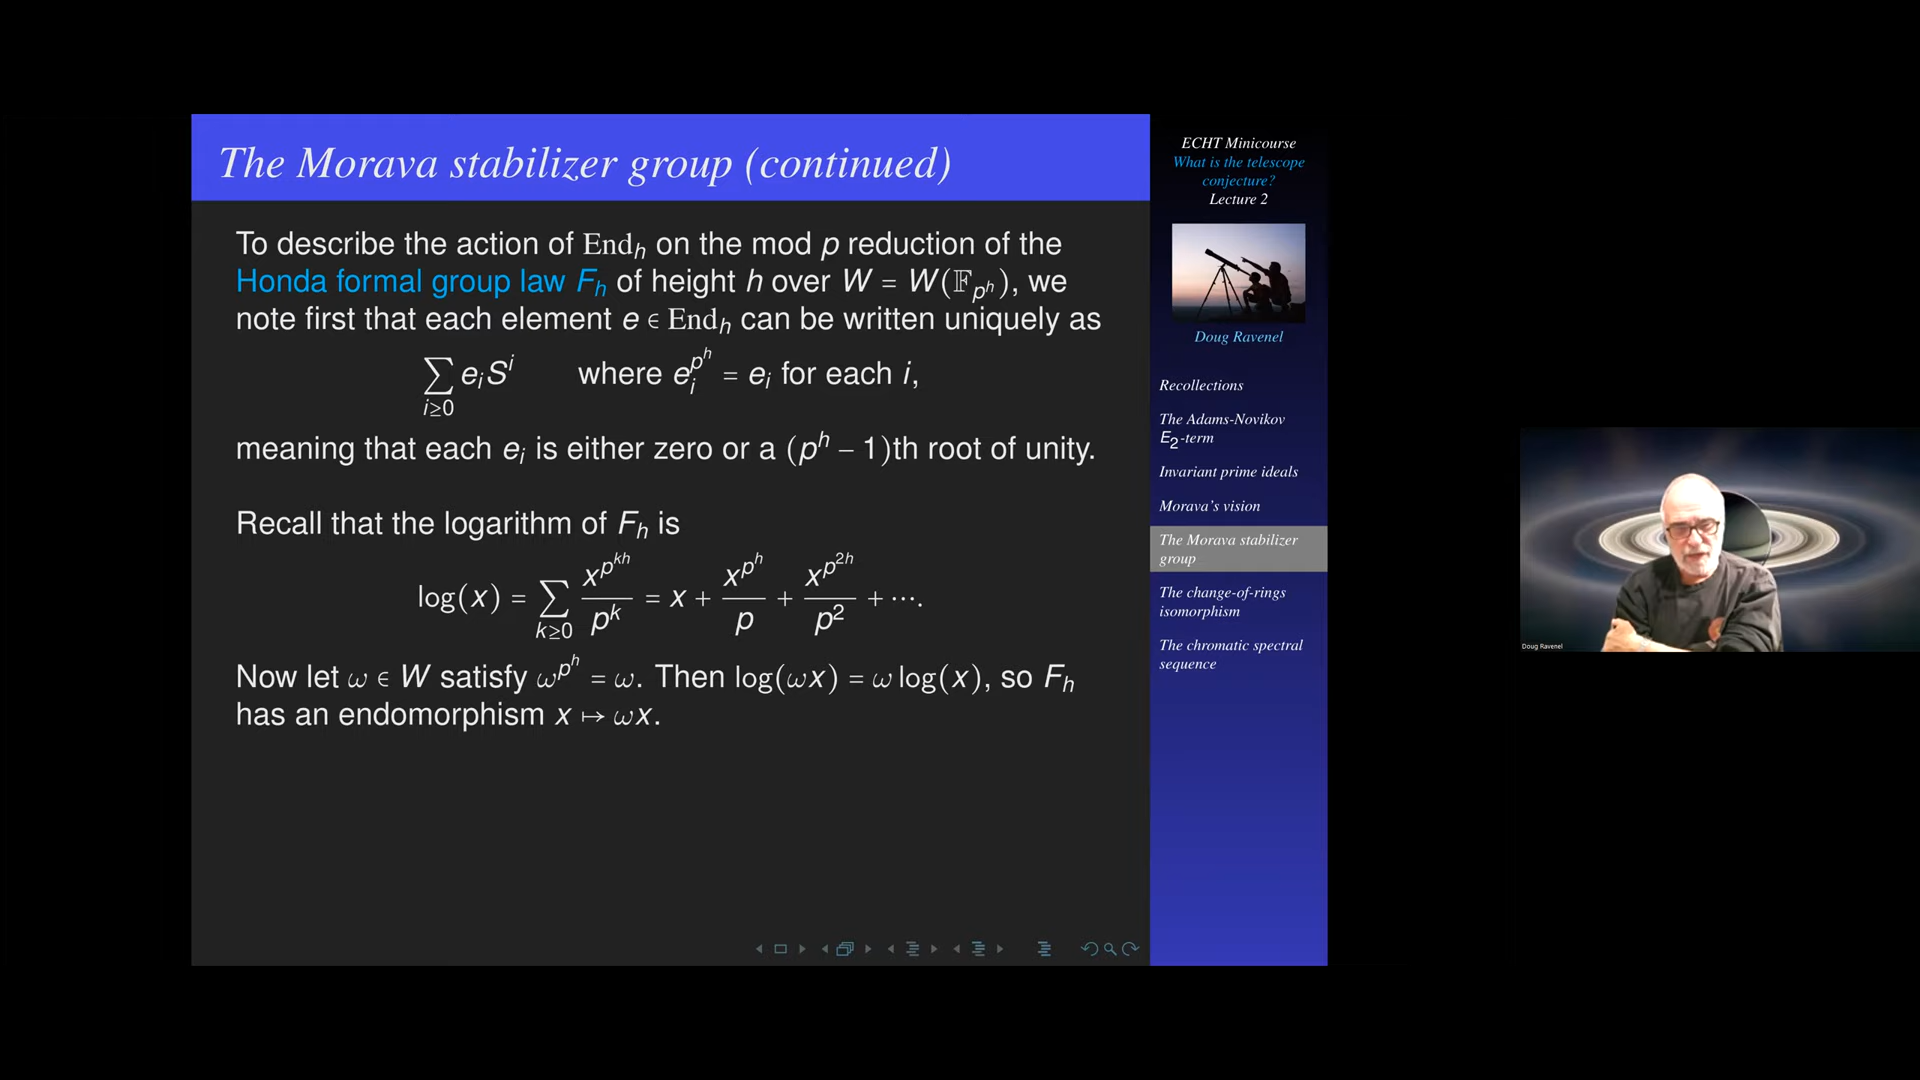 The Morava stabilizer group (continued)
To describe the action of Endₕ on the mod p reduction of the
Honda formal group law Fₕ of height h over W = W(𝔽_{p^h}), we
note first that each element e ∈ Endₕ can be written uniquely as
∑_{i≥0} e_i S^i where e_i^{p^h} = e_i for each i,
meaning that each e_i is either zero or a (p^h − 1)th root of unity.
Recall that the logarithm of Fₕ is
log(x) = ∑_{k≥0} x^{p^{kh}}/p^k = x + x^{p^h}/p + x^{p^{2h}}/p^2 + ⋯.
Now let ω ∈ W satisfy ω^{p^h} = ω. Then log(ωx) = ω log(x), so Fₕ
has an endomorphism x ↦ ωx.
ECHT Minicourse
What is the telescope
conjecture?
Lecture 2
Doug Ravenel
Recollections
The Adams-Novikov
E₂-term
Invariant prime ideals
Morava's vision
The Morava stabilizer
group
The change-of-rings
isomorphism
The chromatic spectral
sequence
Doug Ravenel